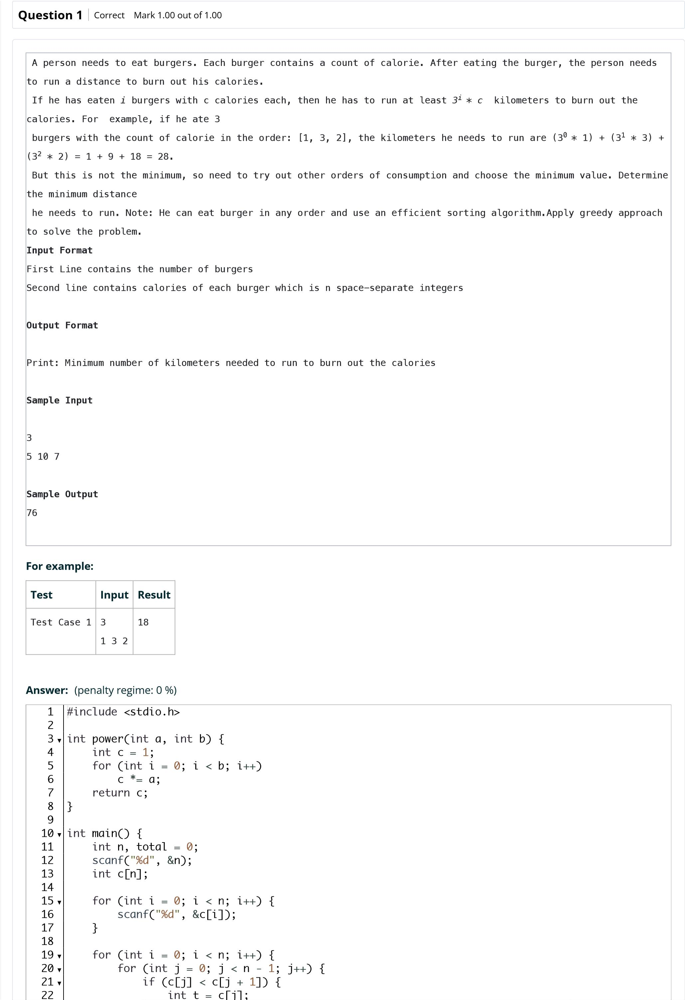 Question 1 Correct Mark 1.00 out of 1.00
A person needs to eat burgers. Each burger contains a count of calorie. After eating the burger, the person needs
to run a distance to burn out his calories.
If he has eaten i burgers with c calories each, then he has to run at least 3^i * c  kilometers to burn out the
calories. For  example, if he ate 3
burgers with the count of calorie in the order: [1, 3, 2], the kilometers he needs to run are (3^0 * 1) + (3^1 * 3) +
(3^2 * 2) = 1 + 9 + 18 = 28.
But this is not the minimum, so need to try out other orders of consumption and choose the minimum value. Determine
the minimum distance
he needs to run. Note: He can eat burger in any order and use an efficient sorting algorithm.Apply greedy approach
to solve the problem.
Input Format
First Line contains the number of burgers
Second line contains calories of each burger which is n space-separate integers
Output Format
Print: Minimum number of kilometers needed to run to burn out the calories
Sample Input
3
5 10 7
Sample Output
76
For example:
Test Input Result
Test Case 1 3 18
1 3 2
Answer: (penalty regime: 0 %)
1 #include <stdio.h>
2
3 int power(int a, int b) {
4     int c = 1;
5     for (int i = 0; i < b; i++)
6         c *= a;
7     return c;
8 }
9
10 int main() {
11     int n, total = 0;
12     scanf("%d", &n);
13     int c[n];
14
15     for (int i = 0; i < n; i++) {
16         scanf("%d", &c[i]);
17     }
18
19     for (int i = 0; i < n; i++) {
20         for (int j = 0; j < n - 1; j++) {
21             if (c[j] < c[j + 1]) {
22                 int t = c[j];